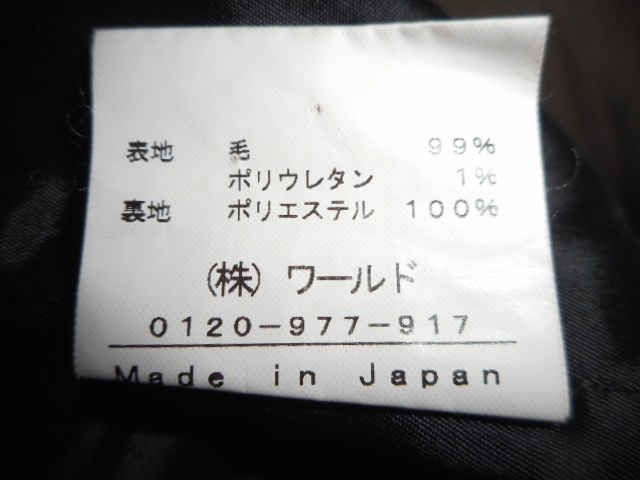 表地 毛 99%
ポリウレタン 1%
裏地 ポリエステル 100%
(株) ワールド
0120-977-917
Made in Japan